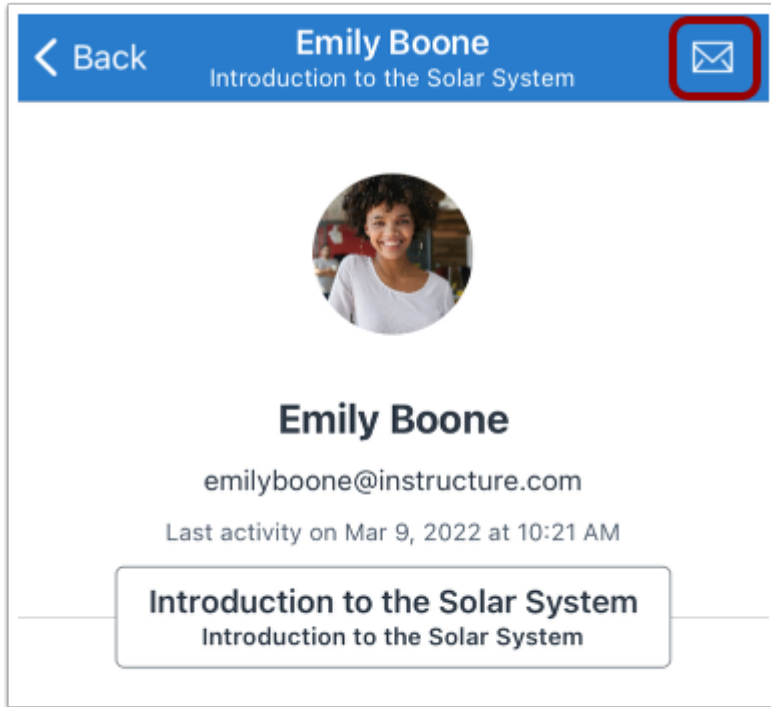 Back
Emily Boone
Introduction to the Solar System
Emily Boone
emilyboone@instructure.com
Last activity on Mar 9, 2022 at 10:21 AM
Introduction to the Solar System
Introduction to the Solar System